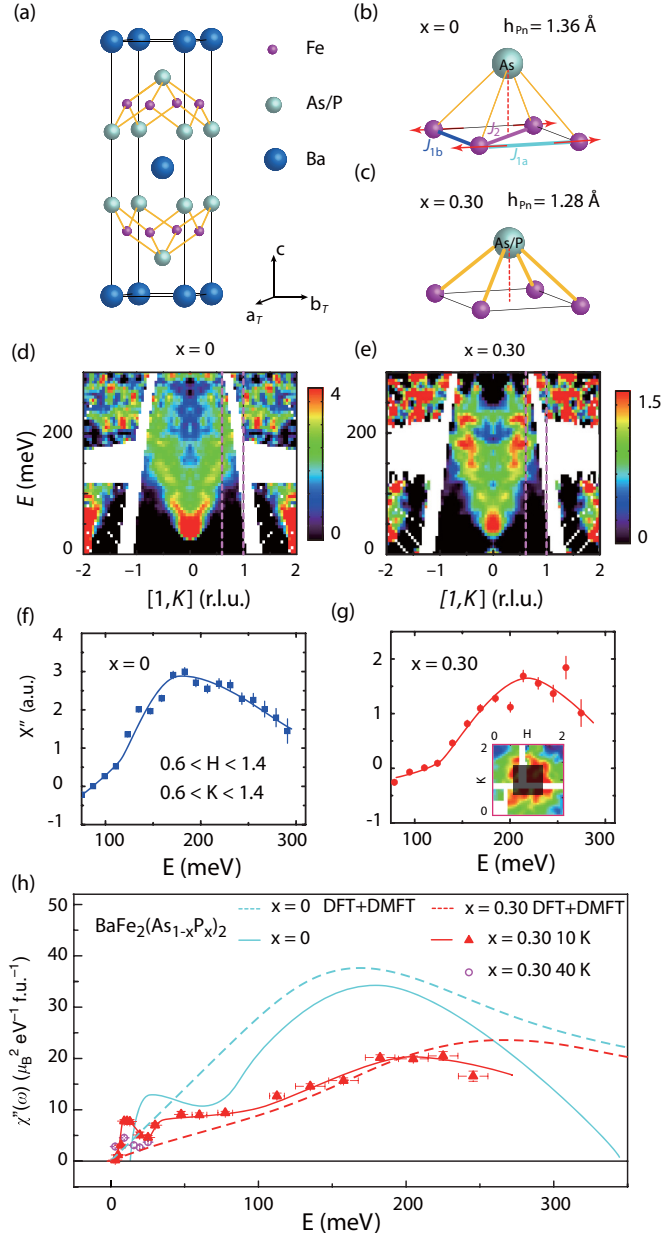 (a)
Fe
As/P
Ba
c
a_T
b_T
(b)
x = 0
h_Pn = 1.36 Å
As
J_1b
J_2
J_1a
(c)
x = 0.30
h_Pn = 1.28 Å
As/P
(d)
x = 0
E (meV)
200
0
-2 -1 0 1 2
[1,K] (r.l.u.)
4
0
(e)
x = 0.30
200
0
-2 -1 0 1 2
[1,K] (r.l.u.)
1.5
0
(f)
x = 0
0.6 < H < 1.4
0.6 < K < 1.4
χ″ (a.u.)
4
3
2
1
0
-1
100 200 300
E (meV)
(g)
x = 0.30
2
1
0
-1
0 H 2
2
K
0
100 200 300
E (meV)
(h)
BaFe₂(As₁₋ₓPₓ)₂
x = 0 DFT+DMFT
x = 0
x = 0.30 DFT+DMFT
x = 0.30 10 K
x = 0.30 40 K
χ″(ω) (μ_B² eV⁻¹ f.u.⁻¹)
50
40
30
20
10
0
0 100 200 300
E (meV)